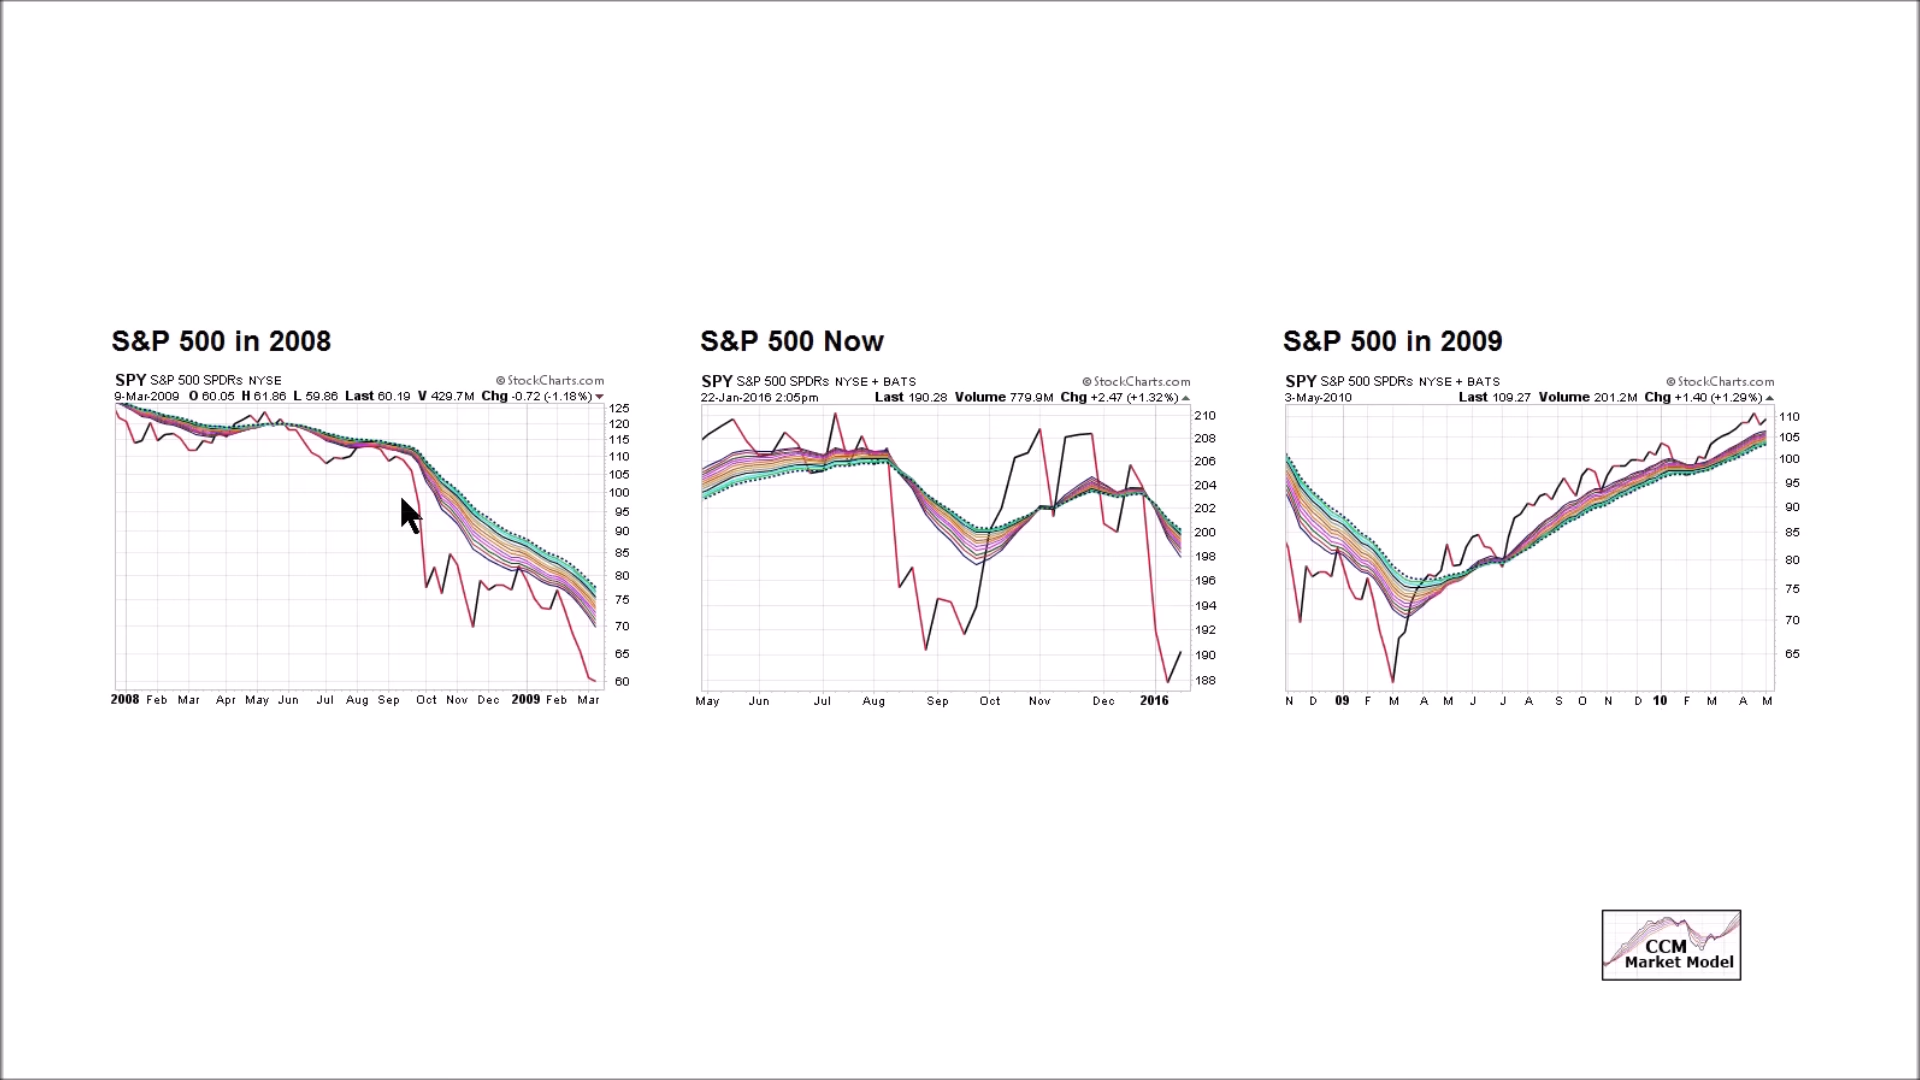 S&P 500 in 2008
SPY S&P 500 SPDRs NYSE © StockCharts.com
9-Mar-2009 O 60.05 H 61.86 L 59.86 Last 60.19 V 429.7M Chg -0.72 (-1.18%)
125
120
115
110
105
100
95
90
85
80
75
70
65
60
2008 Feb Mar Apr May Jun Jul Aug Sep Oct Nov Dec 2009 Feb Mar
S&P 500 Now
SPY S&P 500 SPDRs NYSE + BATS © StockCharts.com
22-Jan-2016 2:05pm Last 190.28 Volume 779.9M Chg +2.47 (+1.32%)
210
208
206
204
202
200
198
196
194
192
190
188
May Jun Jul Aug Sep Oct Nov Dec 2016
S&P 500 in 2009
SPY S&P 500 SPDRs NYSE + BATS © StockCharts.com
3-May-2010 Last 109.27 Volume 201.2M Chg +1.40 (+1.29%)
110
105
100
95
90
85
80
75
70
65
N D 09 F M A M J J A S O N D 10 F M A M
CCM
Market Model